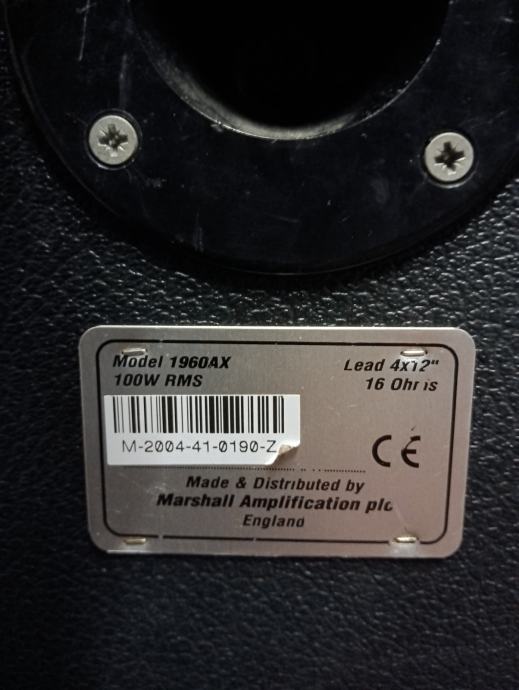 Model 1960AX
Lead 4x12"
100W RMS
16 Ohms
M-2004-41-0190-Z
CE
Made & Distributed by
Marshall Amplification plc
England